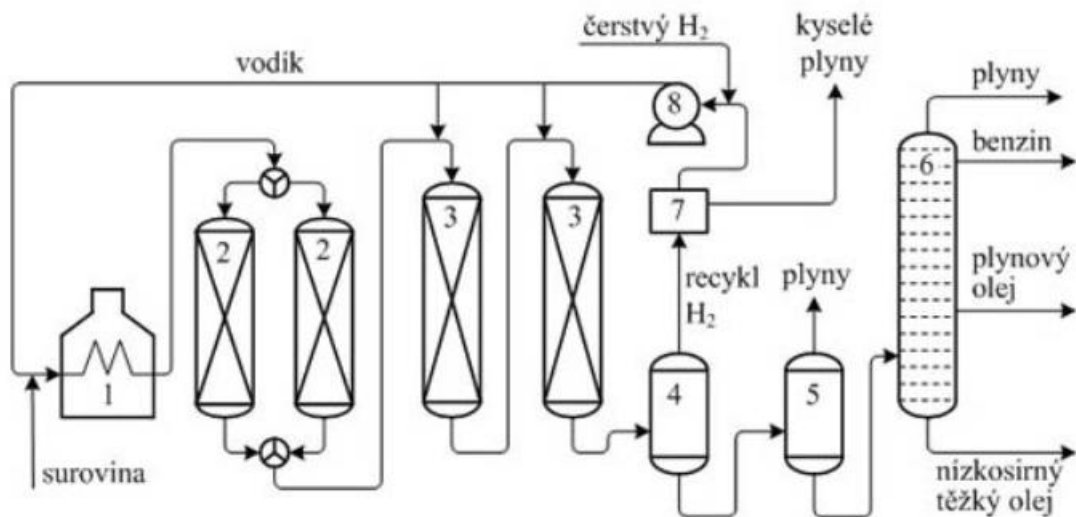 čerstvý H₂
kyselé
plyny
vodík
plyny
8
6
benzin
2
2
3
3
7
recykl
H₂
plyny
plynový
olej
1
4
5
surovina
nízkosirný
těžký olej